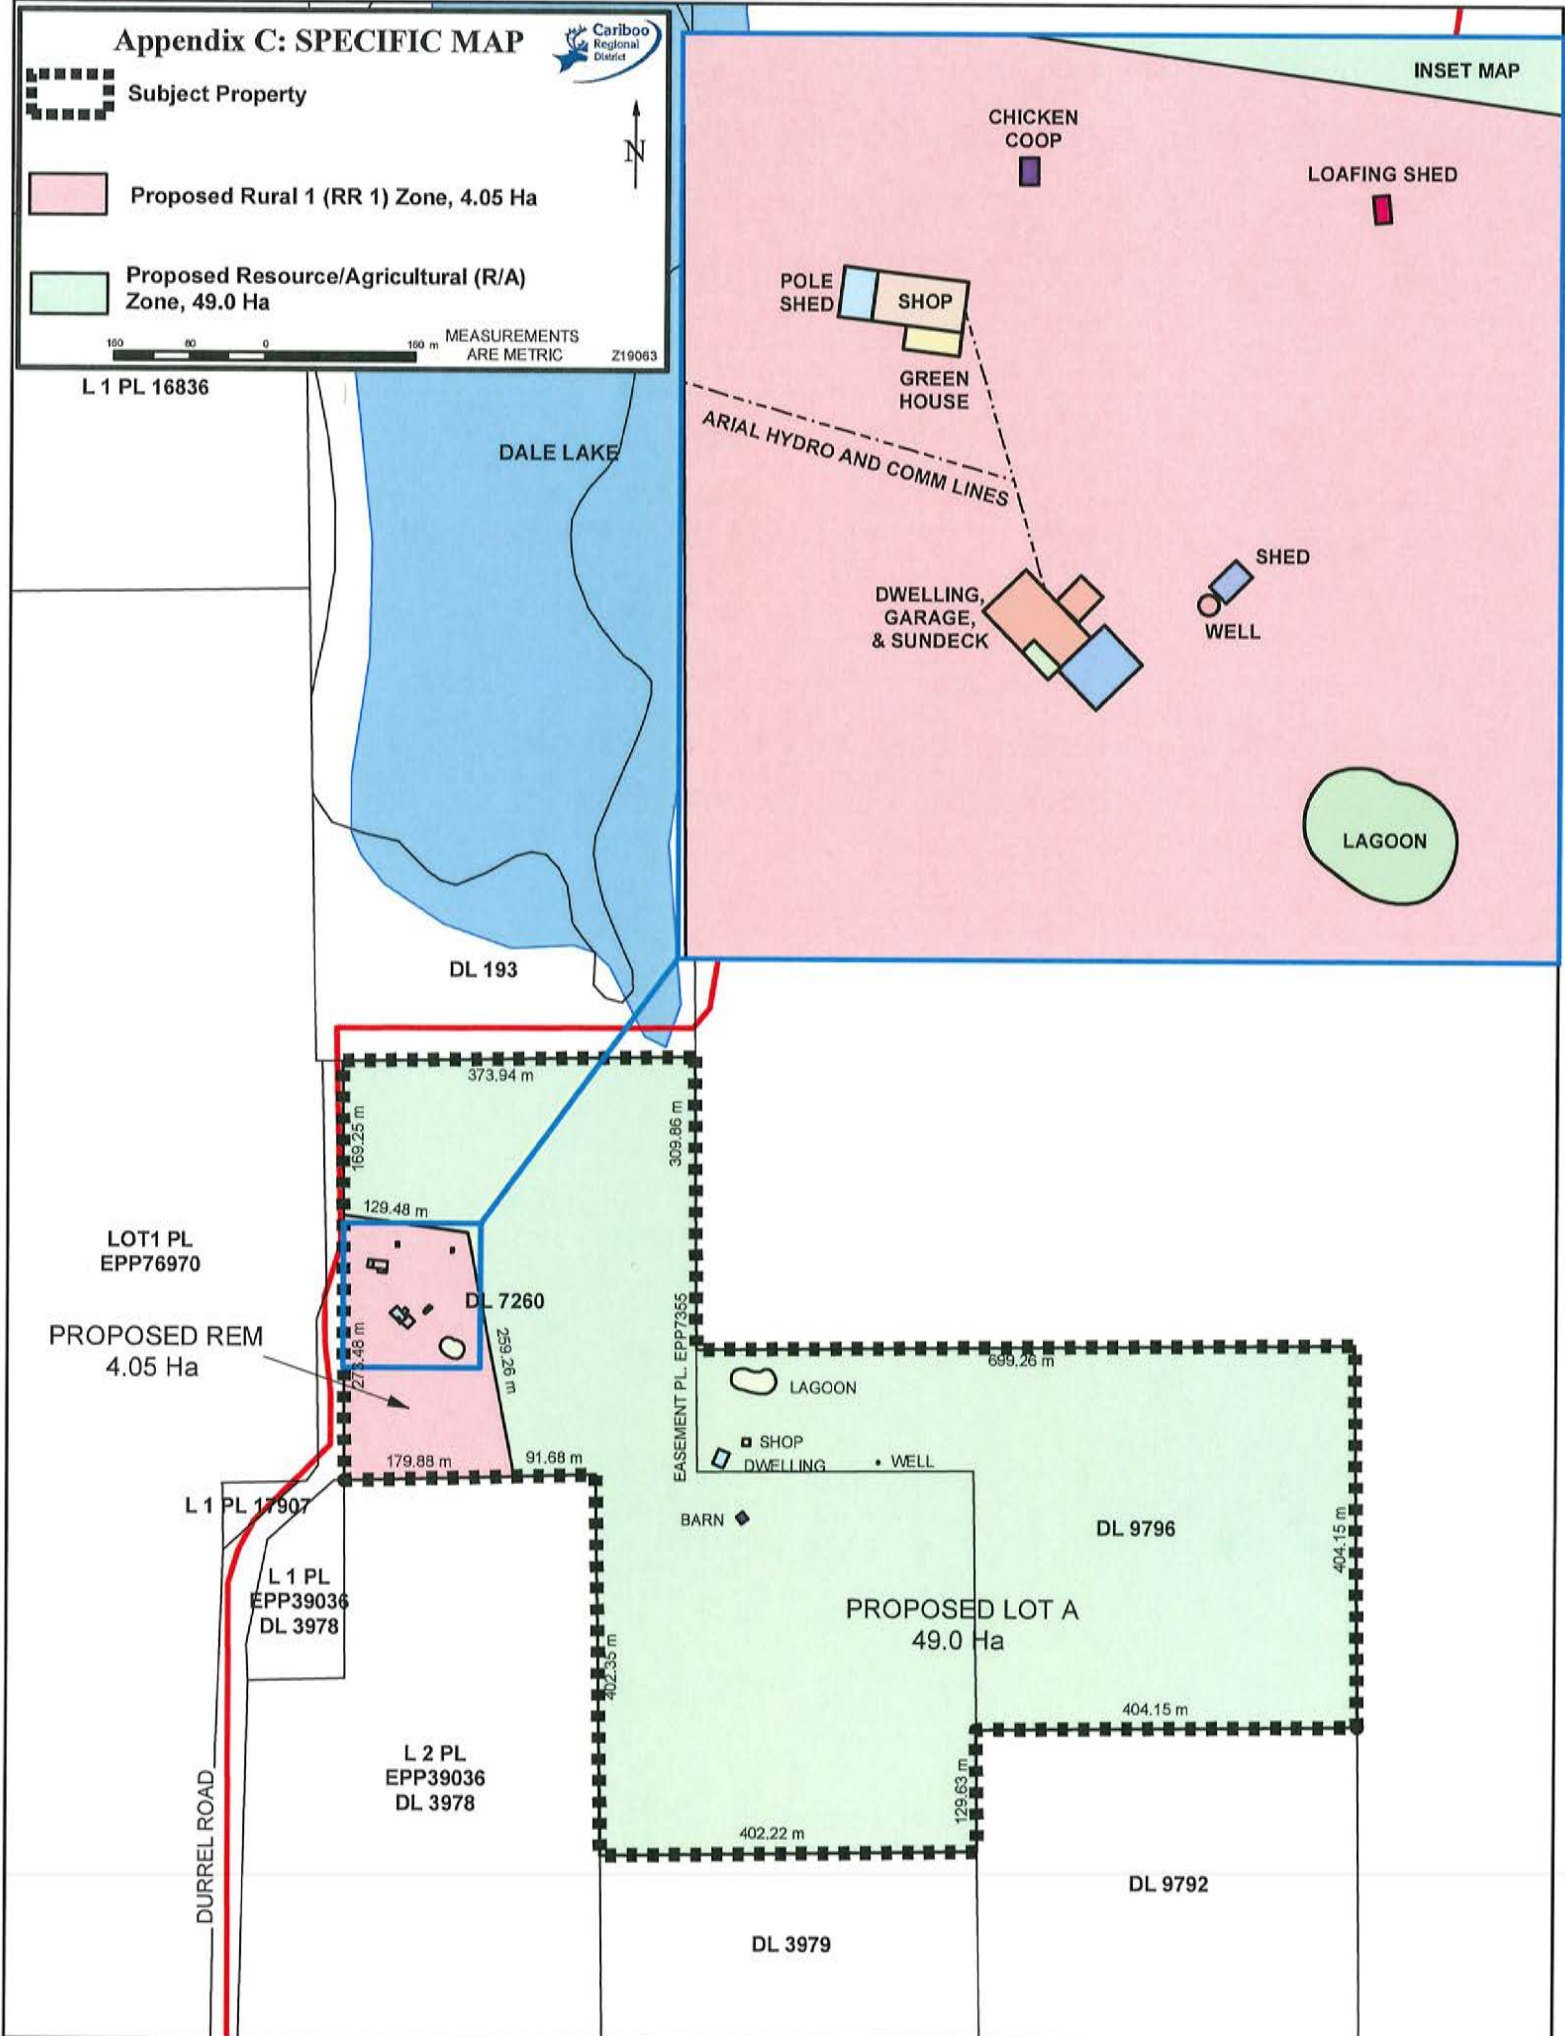 Appendix C: SPECIFIC MAP
Cariboo
Regional
District
Subject Property
N
Proposed Rural 1 (RR 1) Zone, 4.05 Ha
Proposed Resource/Agricultural (R/A)
Zone, 49.0 Ha
160 80 0 160 m
MEASUREMENTS
ARE METRIC
Z19063
INSET MAP
CHICKEN
COOP
LOAFING SHED
POLE
SHED
SHOP
GREEN
HOUSE
ARIAL HYDRO AND COMM LINES
DWELLING,
GARAGE,
& SUNDECK
SHED
WELL
LAGOON
L 1 PL 16836
DALE LAKE
DL 193
373.94 m
169.25 m
309.86 m
129.48 m
LOT1 PL
EPP76970
DL 7260
PROPOSED REM
4.05 Ha
273.48 m
259.26 m
EASEMENT PL. EPP7355
699.26 m
LAGOON
SHOP
DWELLING
WELL
179.88 m
91.68 m
L 1 PL 17907
BARN
DL 9796
404.15 m
L 1 PL
EPP39036
DL 3978
PROPOSED LOT A
49.0 Ha
402.35 m
404.15 m
L 2 PL
EPP39036
DL 3978
129.63 m
402.22 m
DURREL ROAD
DL 9792
DL 3979